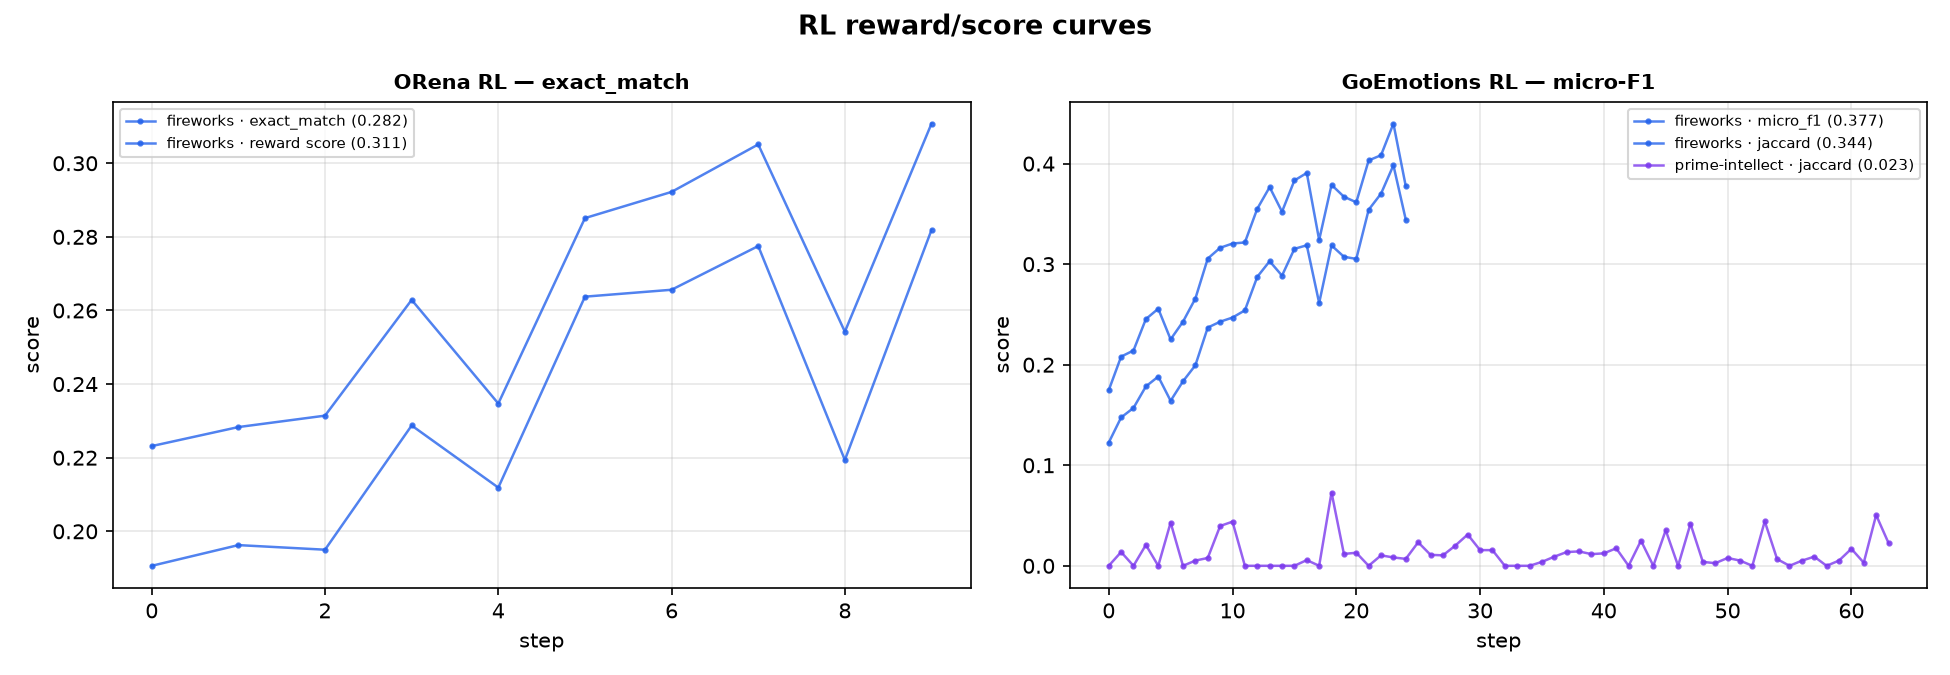 RL reward/score curves
ORena RL — exact_match
fireworks · exact_match (0.282)
fireworks · reward score (0.311)
score
0.30
0.28
0.26
0.24
0.22
0.20
0 2 4 6 8
step
GoEmotions RL — micro-F1
fireworks · micro_f1 (0.377)
fireworks · jaccard (0.344)
prime-intellect · jaccard (0.023)
score
0.4
0.3
0.2
0.1
0.0
0 10 20 30 40 50 60
step